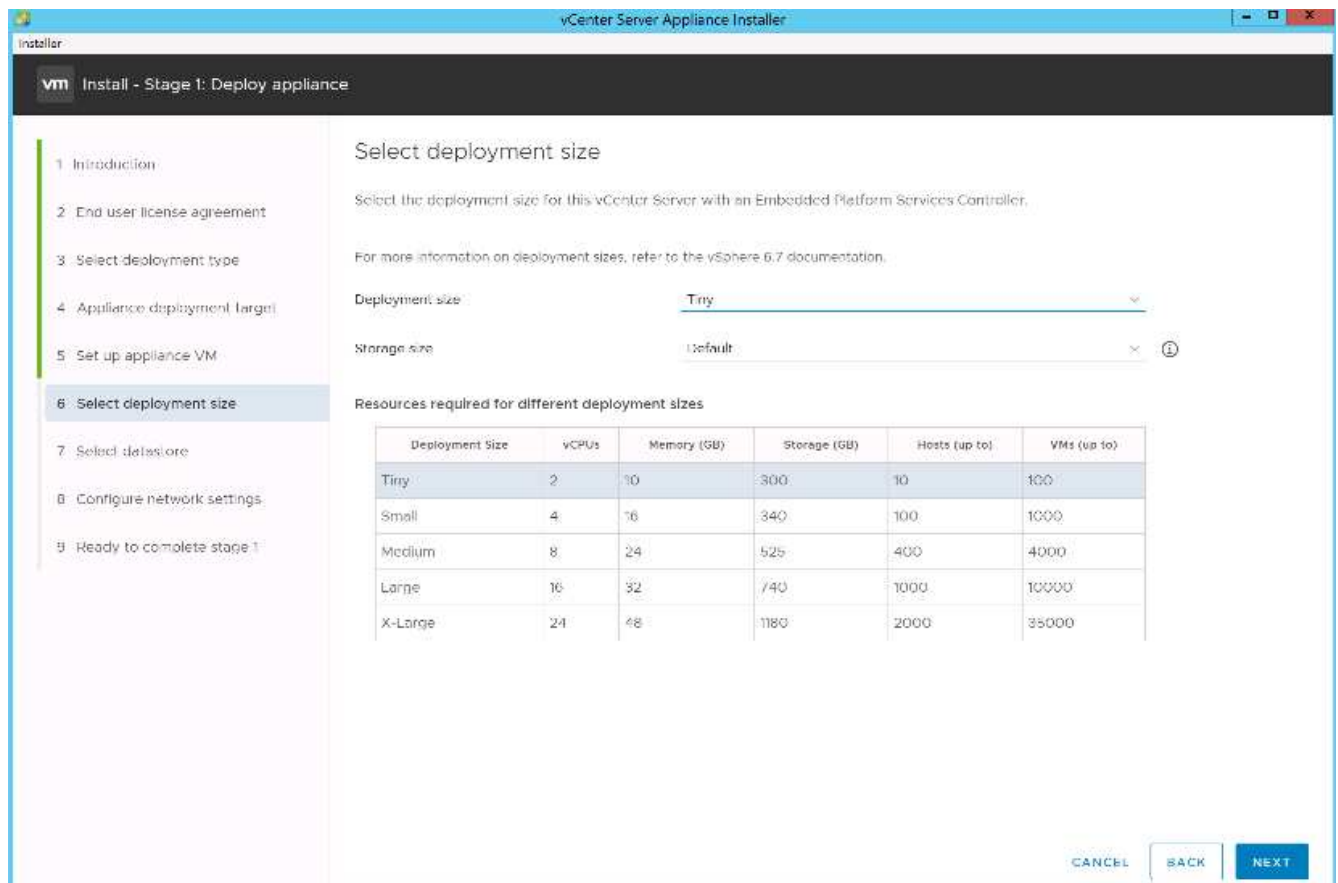 vCenter Server Appliance Installer
Installer
vm Install - Stage 1: Deploy appliance
1 Introduction
2 End user license agreement
3 Select deployment type
4 Appliance deployment target
5 Set up appliance VM
6 Select deployment size
7 Select datastore
8 Configure network settings
9 Ready to complete stage 1
Select deployment size
Select the deployment size for this vCenter Server with an Embedded Platform Services Controller.
For more information on deployment sizes, refer to the vSphere 6.7 documentation.
Deployment size Tiny
Storage size Default
Resources required for different deployment sizes
Deployment Size vCPUs Memory (GB) Storage (GB) Hosts (up to) VMs (up to)
Tiny 2 10 300 10 100
Small 4 16 340 100 1000
Medium 8 24 525 400 4000
Large 16 32 740 1000 10000
X-Large 24 48 1180 2000 35000
CANCEL BACK NEXT